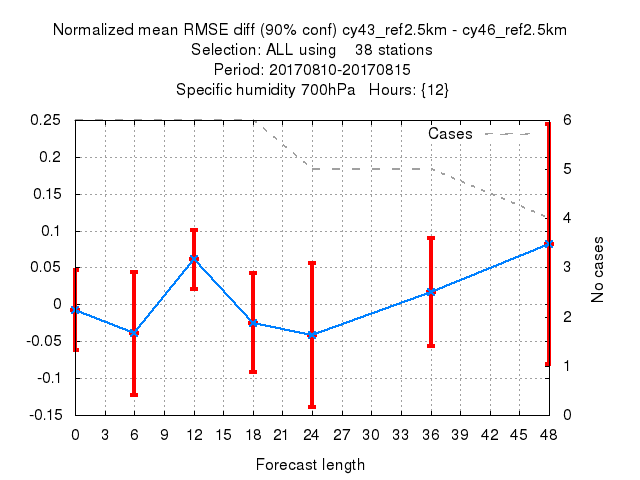 Normalized mean RMSE diff (90% conf) cy43_ref2.5km - cy46_ref2.5km
Selection: ALL using 38 stations
Period: 20170810-20170815
Specific humidity 700hPa Hours: {12}
Cases
0.25
0.2
0.15
0.1
0.05
0
-0.05
-0.1
-0.15
6
5
4
3
2
1
0
No cases
0 3 6 9 12 15 18 21 24 27 30 33 36 39 42 45 48
Forecast length